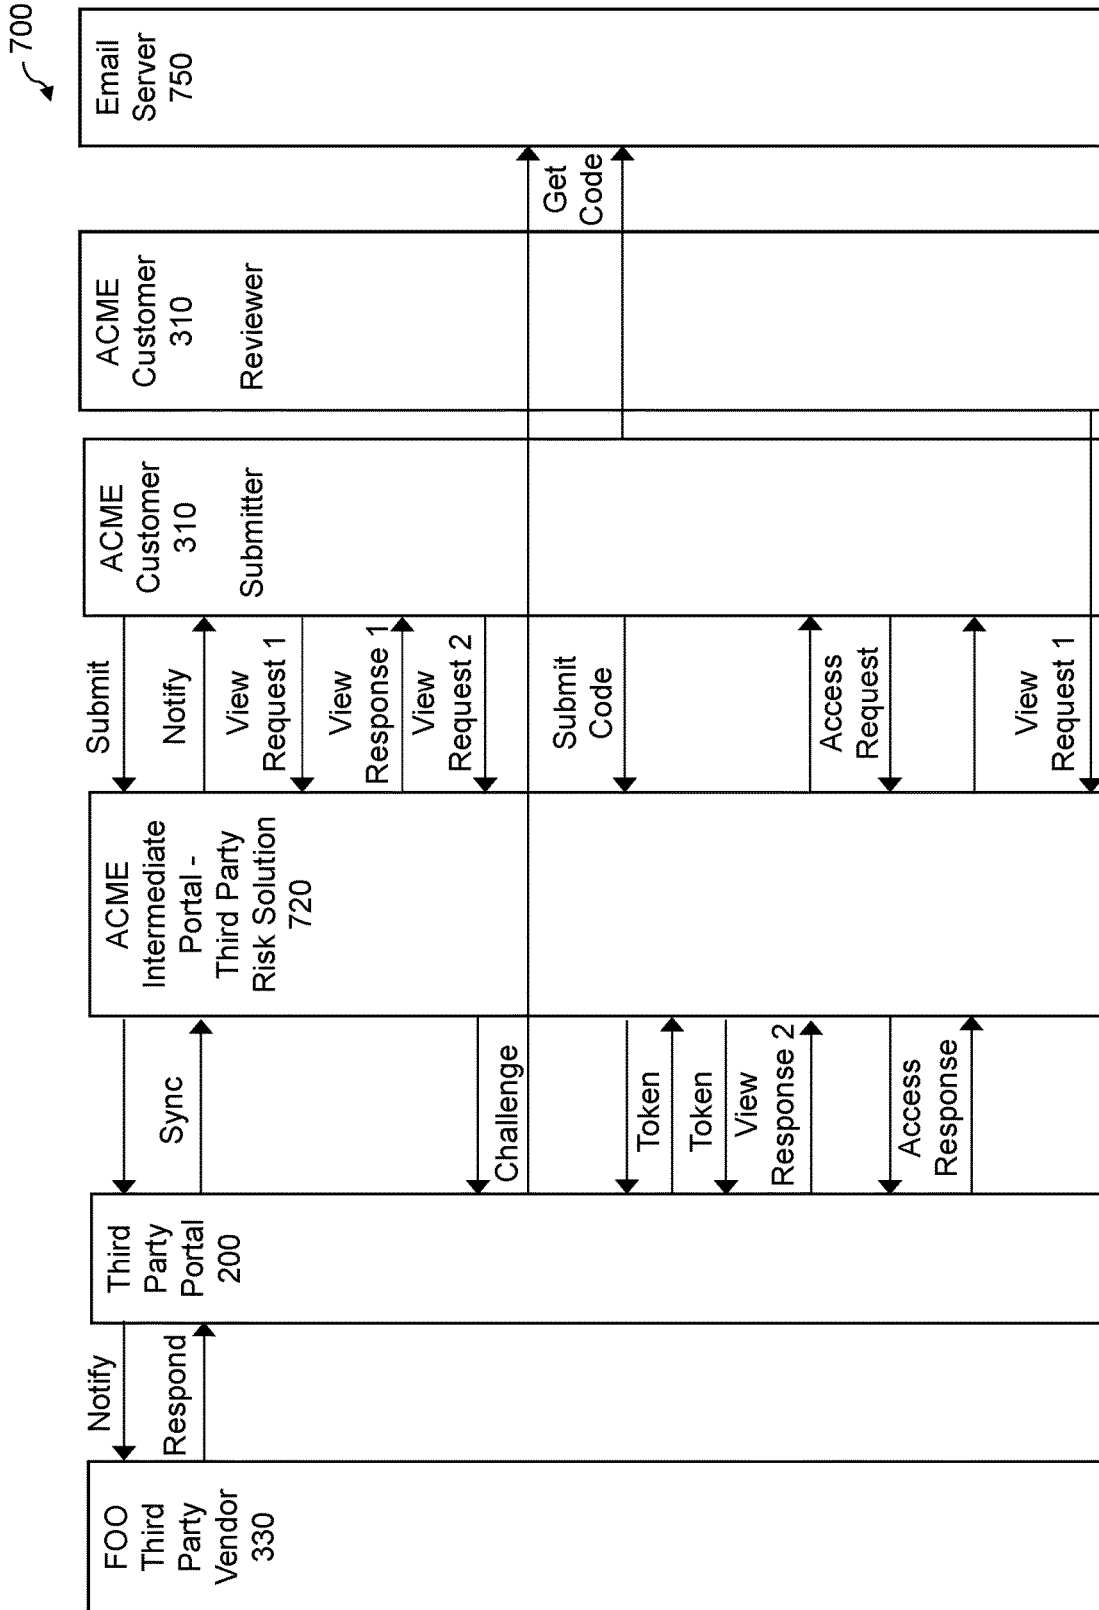 700
FOO
Third
Party
Vendor
330
Third
Party
Portal
200
ACME
Intermediate
Portal -
Third Party
Risk Solution
720
ACME
Customer
310
Submitter
ACME
Customer
310
Reviewer
Email
Server
750
Notify
Respond
Sync
Challenge
Token
Token
View
Response 2
Access
Response
Submit
Notify
View
Request 1
View
Response 1
View
Request 2
Submit
Code
Access
Request
View
Request 1
Get
Code